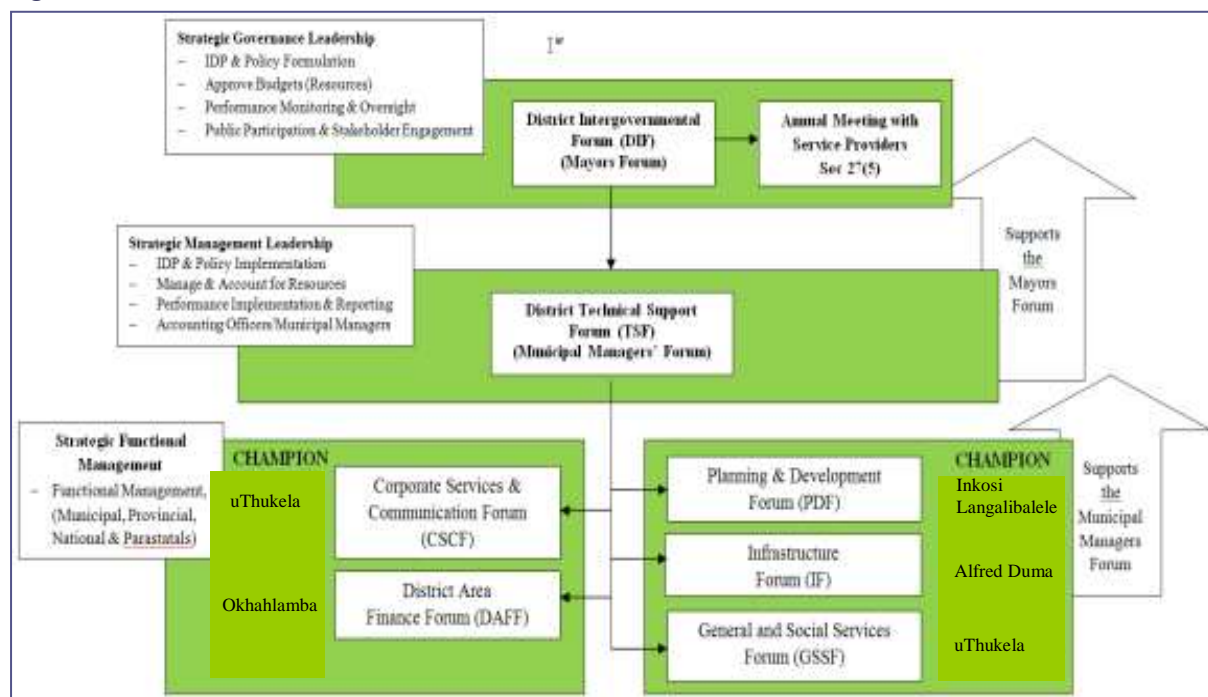 Strategic Governance Leadership
– IDP & Policy Formulation
– Approve Budgets (Resources)
– Performance Monitoring & Oversight
– Public Participation & Stakeholder Engagement
District Intergovernmental
Forum (DIF)
(Mayors Forum)
Annual Meeting with
Service Providers
Sec 27(5)
Strategic Management Leadership
– IDP & Policy Implementation
– Manage & Account for Resources
– Performance Implementation & Reporting
– Accounting Officers/Municipal Managers
District Technical Support
Forum (TSF)
(Municipal Managers' Forum)
Supports
the
Mayors
Forum
Strategic Functional
Management
– Functional Management,
(Municipal, Provincial,
National & Parastatals)
CHAMPION
uThukela
Corporate Services &
Communication Forum
(CSCF)
Okhahlamba
District Area
Finance Forum (DAFF)
Planning & Development
Forum (PDF)
Infrastructure
Forum (IF)
General and Social Services
Forum (GSSF)
CHAMPION
Inkosi
Langalibalele
Alfred Duma
uThukela
Supports
the
Municipal
Managers
Forum